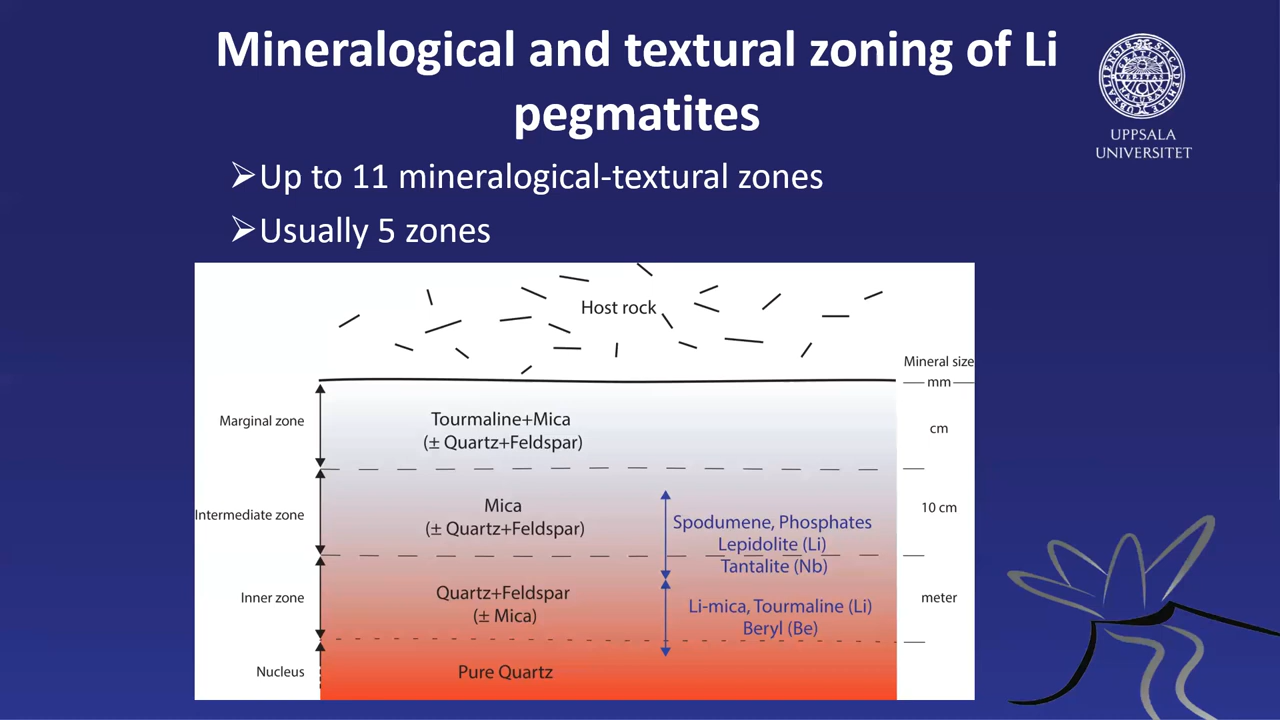 Mineralogical and textural zoning of Li
pegmatites
UPPSALA
UNIVERSITET
➢Up to 11 mineralogical-textural zones
➢Usually 5 zones
Host rock
Mineral size
mm
Marginal zone
Tourmaline+Mica
(± Quartz+Feldspar)
cm
Intermediate zone
Mica
(± Quartz+Feldspar)
Spodumene, Phosphates
Lepidolite (Li)
Tantalite (Nb)
10 cm
Inner zone
Quartz+Feldspar
(± Mica)
Li-mica, Tourmaline (Li)
Beryl (Be)
meter
Nucleus
Pure Quartz